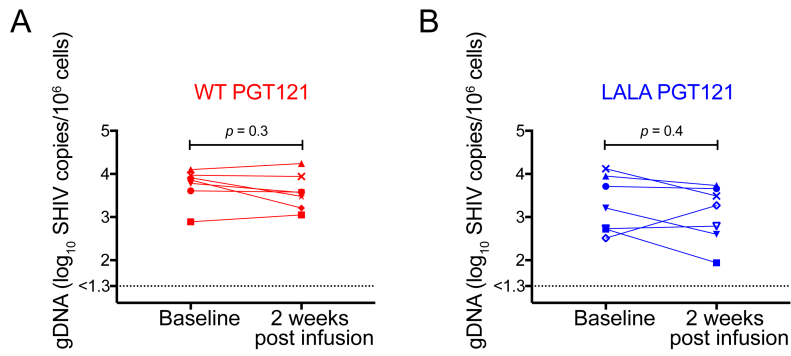 A
gDNA (log10 SHIV copies/10^6 cells)
WT PGT121
p = 0.3
5
4
3
2
<1.3
Baseline
2 weeks
post infusion
B
gDNA (log10 SHIV copies/10^6 cells)
LALA PGT121
p = 0.4
5
4
3
2
<1.3
Baseline
2 weeks
post infusion